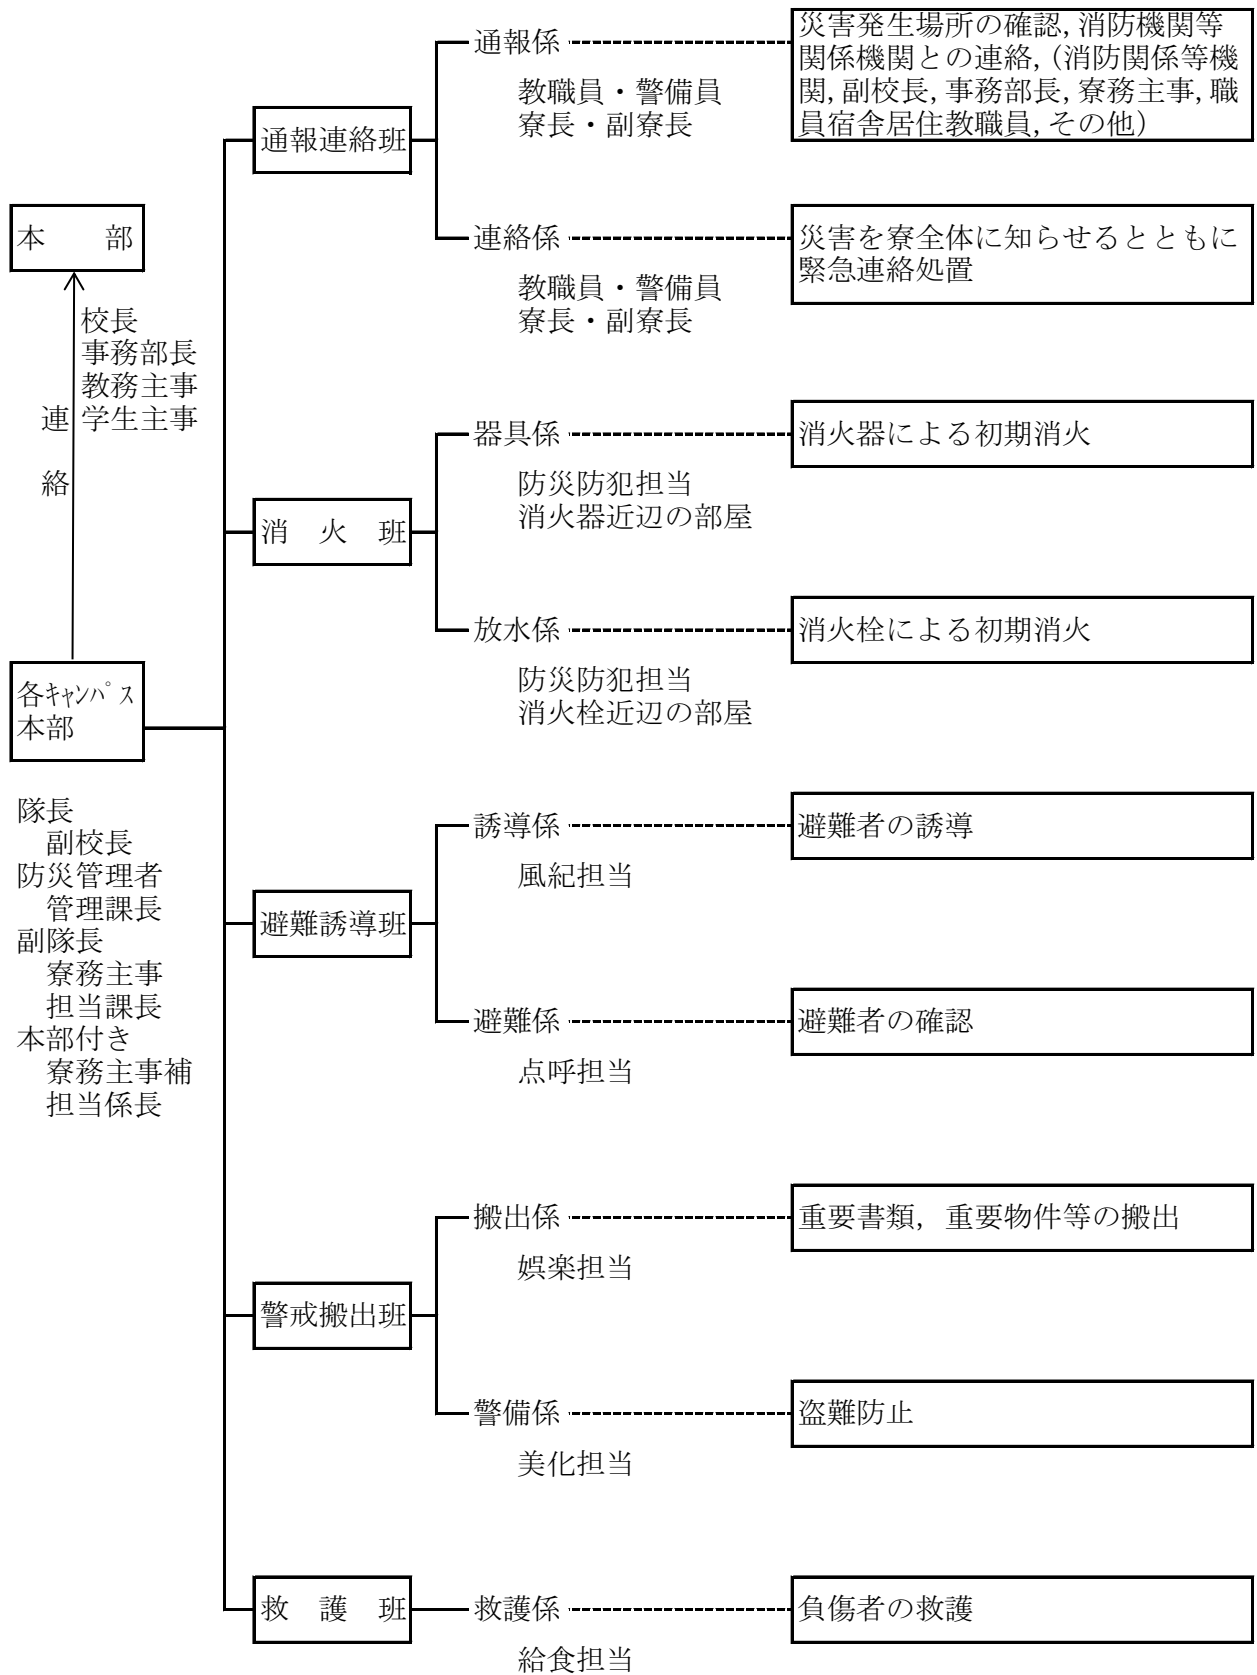 本　　部
校長
事務部長
教務主事
学生主事
連
絡
各ｷｬﾝﾊﾟｽ
本部
隊長
副校長
防災管理者
管理課長
副隊長
寮務主事
担当課長
本部付き
寮務主事補
担当係長
通報連絡班
通報係
教職員・警備員
寮長・副寮長
災害発生場所の確認,消防機関等
関係機関との連絡,（消防関係等機
関,副校長,事務部長,寮務主事,職
員宿舎居住教職員,その他）
連絡係
教職員・警備員
寮長・副寮長
災害を寮全体に知らせるとともに
緊急連絡処置
消　火　班
器具係
防災防犯担当
消火器近辺の部屋
消火器による初期消火
放水係
防災防犯担当
消火栓近辺の部屋
消火栓による初期消火
避難誘導班
誘導係
風紀担当
避難者の誘導
避難係
点呼担当
避難者の確認
警戒搬出班
搬出係
娯楽担当
重要書類，重要物件等の搬出
警備係
美化担当
盗難防止
救　護　班
救護係
給食担当
負傷者の救護